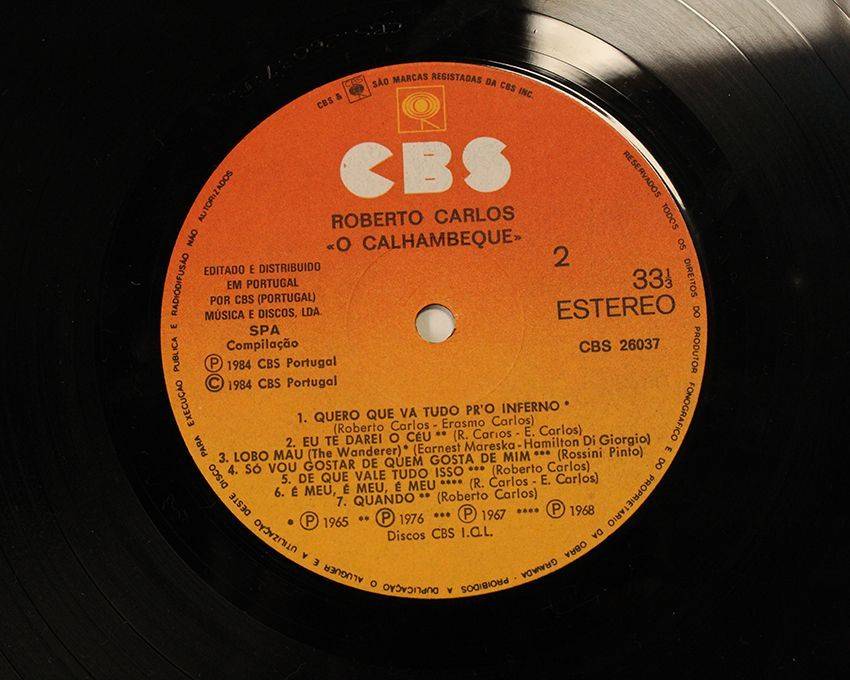 CBS & SÃO MARCAS REGISTADAS DA CBS INC.
CBS
ROBERTO CARLOS
«O CALHAMBEQUE»
EDITADO E DISTRIBUIDO
EM PORTUGAL
POR CBS (PORTUGAL)
MÚSICA E DISCOS, LDA.
SPA
Compilação
Ⓟ 1984 CBS Portugal
© 1984 CBS Portugal
2
33⅓
ESTEREO
CBS 26037
1. QUERO QUE VA TUDO PR'O INFERNO *
(Roberto Carlos - Erasmo Carlos)
2. EU TE DAREI O CÉU ** (R. Carlos - E. Carlos)
3. LOBO MAU (The Wanderer)* (Earnest Mareska - Hamilton Di Giorgio)
4. SÓ VOU GOSTAR DE QUEM GOSTA DE MIM *** (Rossini Pinto)
5. DE QUE VALE TUDO ISSO *** (Roberto Carlos)
6. É MEU, É MEU, É MEU **** (R. Carlos - E. Carlos)
7. QUANDO ** (Roberto Carlos)
* Ⓟ 1965 ** Ⓟ 1976 *** Ⓟ 1967 **** Ⓟ 1968
Discos CBS I.C.L.
RESERVADOS TODOS OS DIREITOS DO PRODUTOR FONOGRAFICO E DO PROPRIETARIO DA OBRA GRAVADA · PROIBIDOS A DUPLICAÇÃO O ALUGUER E A UTILIZAÇÃO DESTE DISCO PARA EXECUÇÃO PUBLICA E RADIODIFUSÃO NÃO AUTORIZADOS